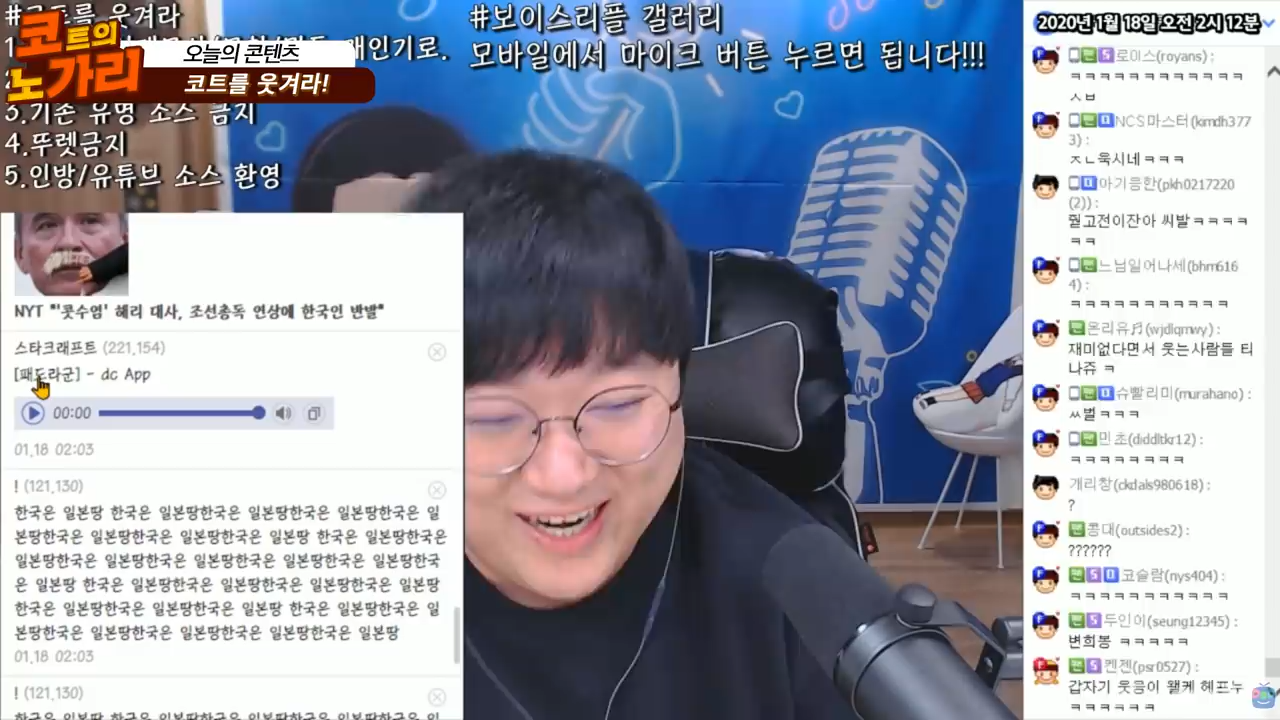 #코트를 웃겨라
코트의
노가리
오늘의 콘텐츠
코트를 웃겨라!
3.기존 유명 소스 금지
4.뚜렛금지
5.인방/유튜브 소스 환영
#보이스리플 갤러리
모바일에서 마이크 버튼 누르면 됩니다!!!
NYT "'콧수염' 해리 대사, 조선총독 연상에 한국인 반발"
스타크래프트 (221,154)
[패도라군] - dc App
00:00
01.18 02:03
! (121,130)
한국은 일본땅 한국은 일본땅한국은 일본땅한국은 일본땅한국은 일
본땅한국은 일본땅한국은 일본땅한국은 일본땅 한국은 일본땅한국은
일본땅한국은 일본땅한국은 일본땅한국은 일본땅한국은 일본땅한국
은 일본땅 한국은 일본땅한국은 일본땅한국은 일본땅한국은 일본땅
한국은 일본땅한국은 일본땅한국은 일본땅 한국은 일본땅한국은 일
본땅한국은 일본땅한국은 일본땅한국은 일본땅한국은 일본땅
01.18 02:03
! (121,130)
2020년 1월 18일 오전 2시 12분
로이스(royans) :
ㅋㅋㅋㅋㅋㅋㅋㅋㅋㅋㅋㅋㅋ
ㅅㅂ
NCS마스터(kimdh377
3) :
ㅈㄴ욱시네ㅋㅋㅋ
아기응한(pkh0217220
(2)) :
뭘고전이잔아 씨발ㅋㅋㅋㅋ
ㅋㅋ
느님일어나세(bhm616
4) :
ㅋㅋㅋㅋㅋㅋㅋㅋㅋㅋㅋ
온리유♬(wjdlqmwy) :
재미없다면서 웃는사람들 티
나쥬 ㅋ
슈빨리미(murahano) :
ㅆ벌ㅋㅋㅋ
민초(diddltkr12) :
ㅋㅋㅋㅋㅋㅋㅋㅋ
개리창(ckdals980618) :
?
콩대(outsides2) :
??????
코슬람(nys404) :
ㅋㅋㅋㅋㅋㅋㅋㅋㅋㅋㅋ
두인이(seung12345) :
변희봉 ㅋㅋㅋㅋㅋ
켄젠(psr0527) :
갑자기 웃음이 왤케 헤프누
ㅋㅋㅋㅋㅋㅋ